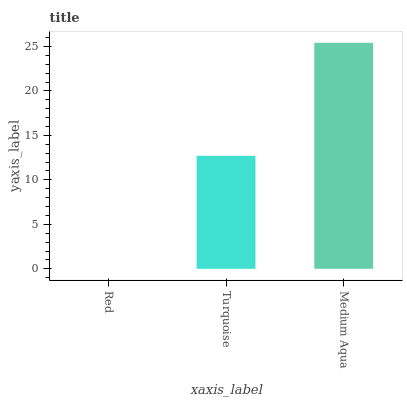 title
25
20
15
10
5
0
yaxis_label
Red
Turquoise
Medium Aqua
xaxis_label